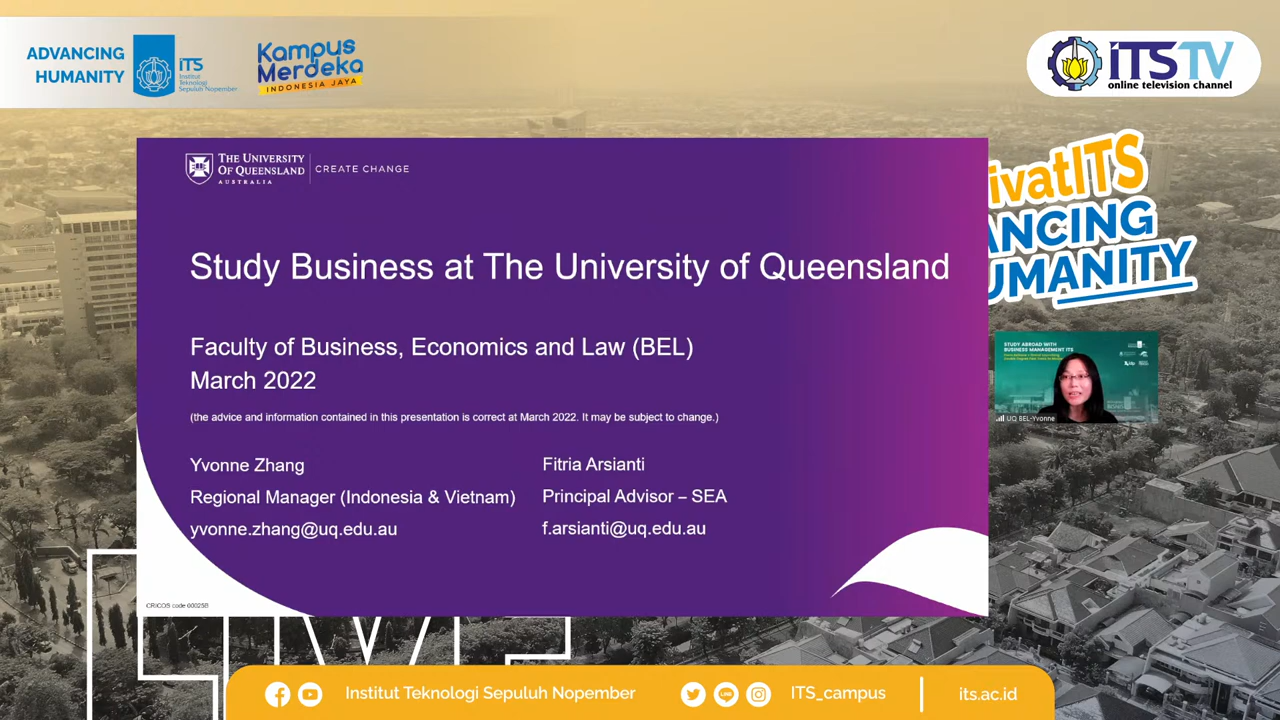 ADVANCING
HUMANITY
iTS
Institut
Teknologi
Sepuluh Nopember
Kampus
Merdeka
INDONESIA JAYA
iTSTV
online television channel
THE UNIVERSITY
OF QUEENSLAND
AUSTRALIA
CREATE CHANGE
Study Business at The University of Queensland
Faculty of Business, Economics and Law (BEL)
March 2022
(the advice and information contained in this presentation is correct at March 2022. It may be subject to change.)
Yvonne Zhang
Regional Manager (Indonesia & Vietnam)
yvonne.zhang@uq.edu.au
Fitria Arsianti
Principal Advisor – SEA
f.arsianti@uq.edu.au
CRICOS code 00025B
ivatITS
ANCING
UMANITY
STUDY ABROAD WITH
BUSINESS MANAGEMENT ITS
UQ BEL-Yvonne
Institut Teknologi Sepuluh Nopember
ITS_campus
its.ac.id